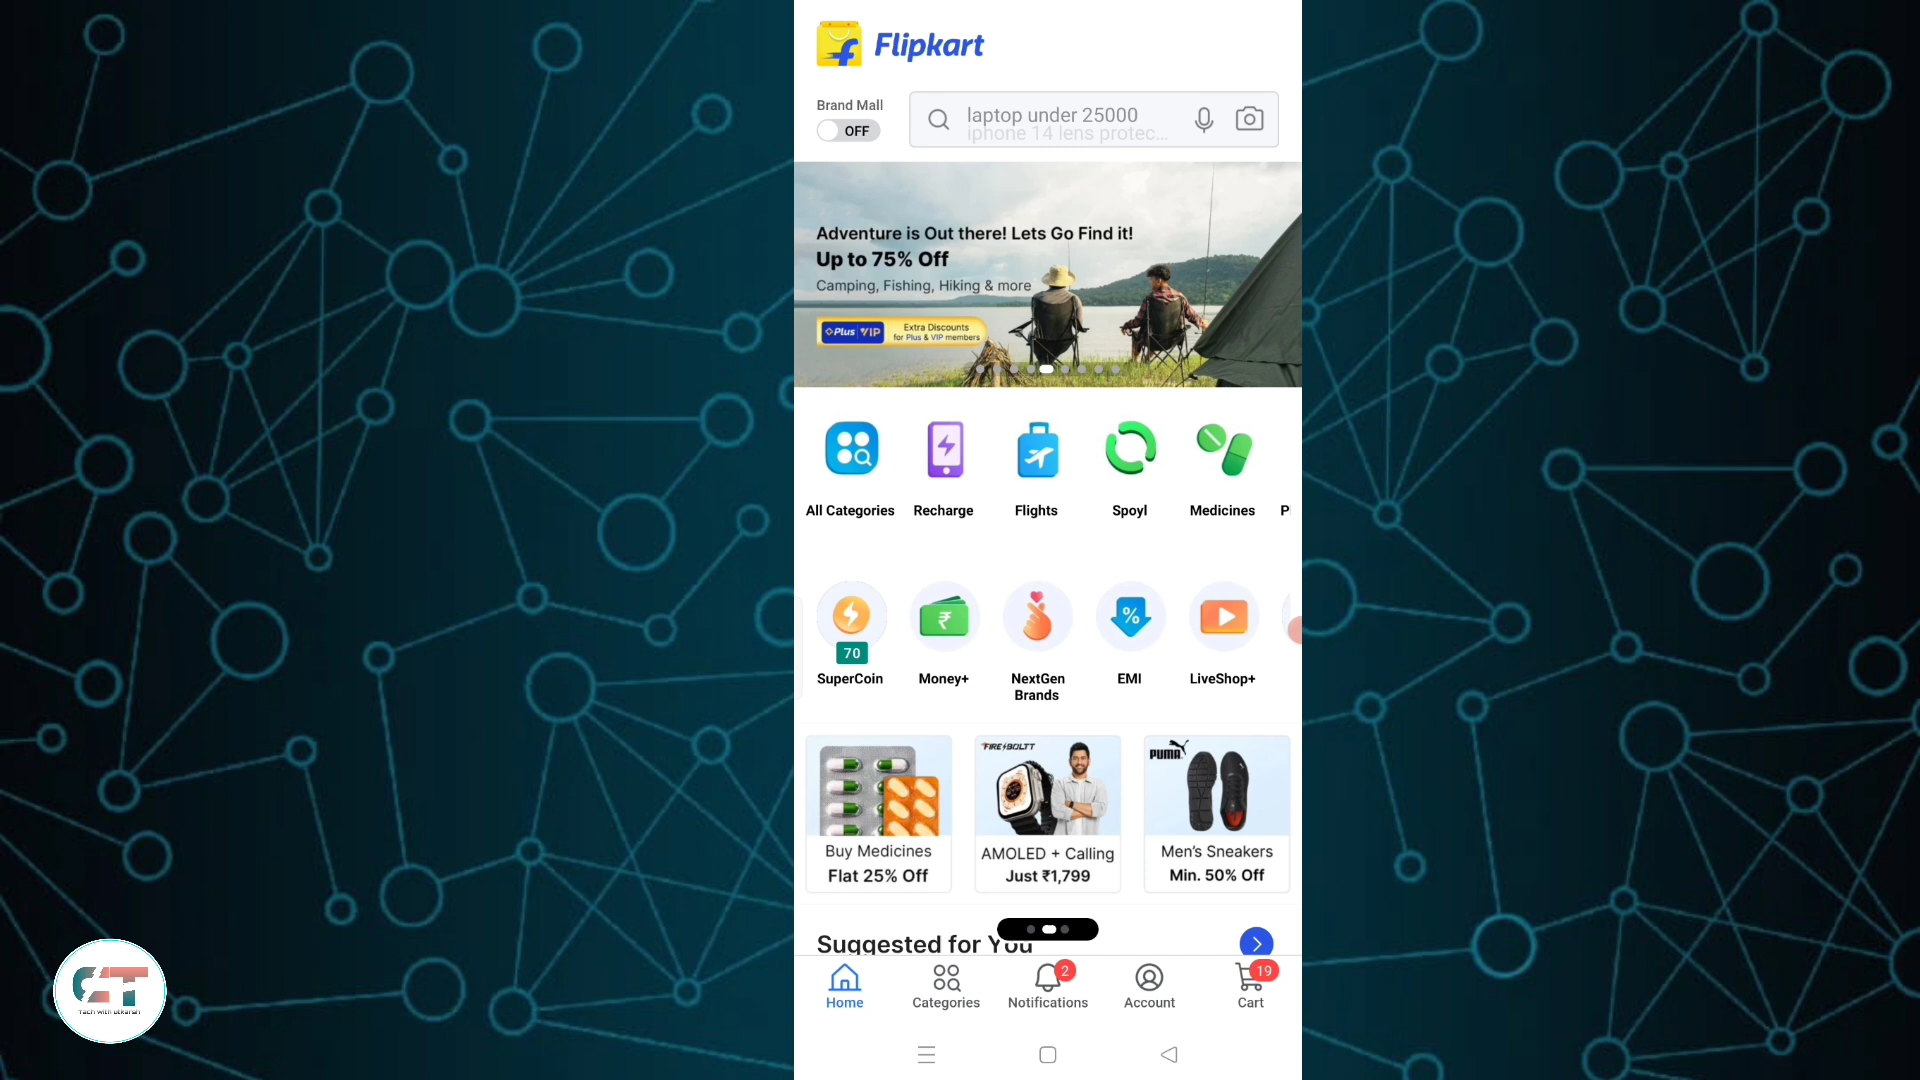 Flipkart
Brand Mall
OFF
laptop under 25000
iphone 14 lens protec...
Adventure is Out there! Lets Go Find it!
Up to 75% Off
Camping, Fishing, Hiking & more
Plus VIP
Extra Discounts
for Plus & VIP members
All Categories
Recharge
Flights
Spoyl
Medicines
P
70
SuperCoin
Money+
NextGen
Brands
EMI
LiveShop+
Buy Medicines
Flat 25% Off
FIRE-BOLTT
AMOLED + Calling
Just ₹1,799
PUMA
Men's Sneakers
Min. 50% Off
Suggested for You
Home
Categories
2
Notifications
Account
19
Cart
Tach with utkarsh